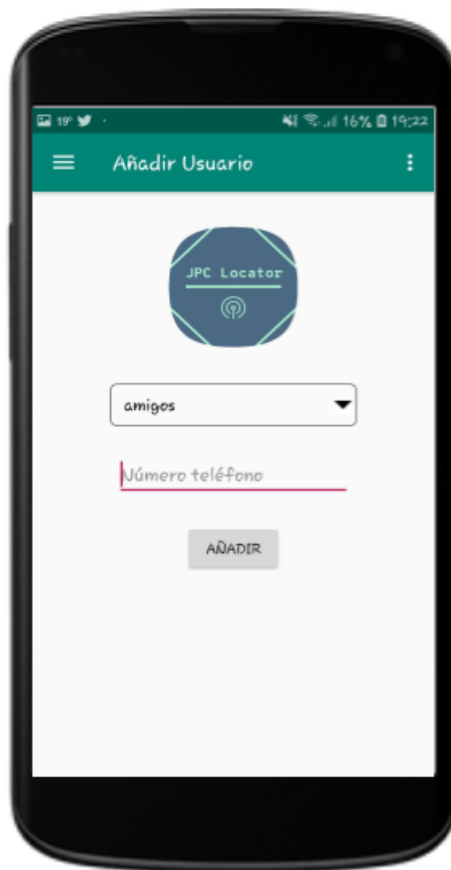 19° 16% 19:22
Añadir Usuario
JPC Locator
amigos
Número teléfono
AÑADIR